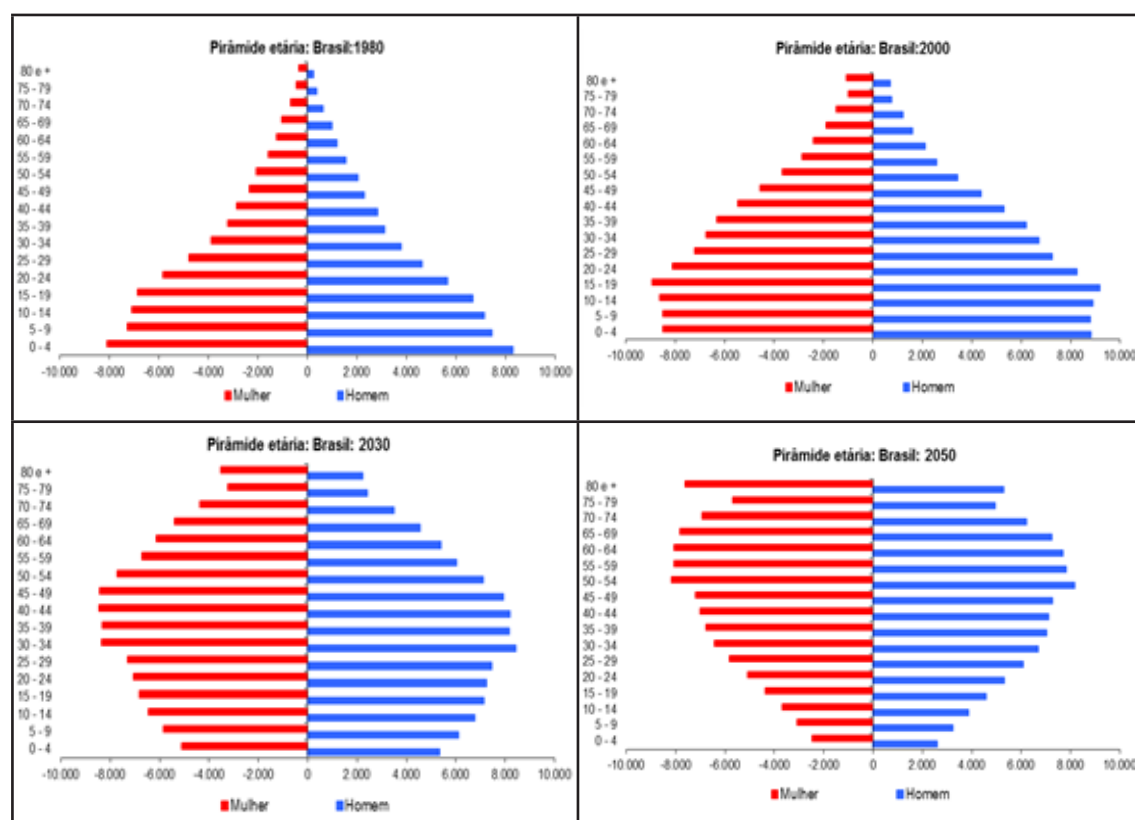 Pirâmide etária: Brasil:1980
80 e +
75 - 79
70 - 74
65 - 69
60 - 64
55 - 59
50 - 54
45 - 49
40 - 44
35 - 39
30 - 34
25 - 29
20 - 24
15 - 19
10 - 14
5 - 9
0 - 4
-10.000 -8.000 -6.000 -4.000 -2.000 0 2.000 4.000 6.000 8.000 10.000
Mulher Homem
Pirâmide etária: Brasil:2000
80 e +
75 - 79
70 - 74
65 - 69
60 - 64
55 - 59
50 - 54
45 - 49
40 - 44
35 - 39
30 - 34
25 - 29
20 - 24
15 - 19
10 - 14
5 - 9
0 - 4
-10.000 -8.000 -6.000 -4.000 -2.000 0 2.000 4.000 6.000 8.000 10.000
Mulher Homem
Pirâmide etária: Brasil: 2030
80 e +
75 - 79
70 - 74
65 - 69
60 - 64
55 - 59
50 - 54
45 - 49
40 - 44
35 - 39
30 - 34
25 - 29
20 - 24
15 - 19
10 - 14
5 - 9
0 - 4
-10.000 -8.000 -6.000 -4.000 -2.000 0 2.000 4.000 6.000 8.000 10.000
Mulher Homem
Pirâmide etária: Brasil: 2050
80 e +
75 - 79
70 - 74
65 - 69
60 - 64
55 - 59
50 - 54
45 - 49
40 - 44
35 - 39
30 - 34
25 - 29
20 - 24
15 - 19
10 - 14
5 - 9
0 - 4
-10.000 -8.000 -6.000 -4.000 -2.000 0 2.000 4.000 6.000 8.000 10.000
Mulher Homem